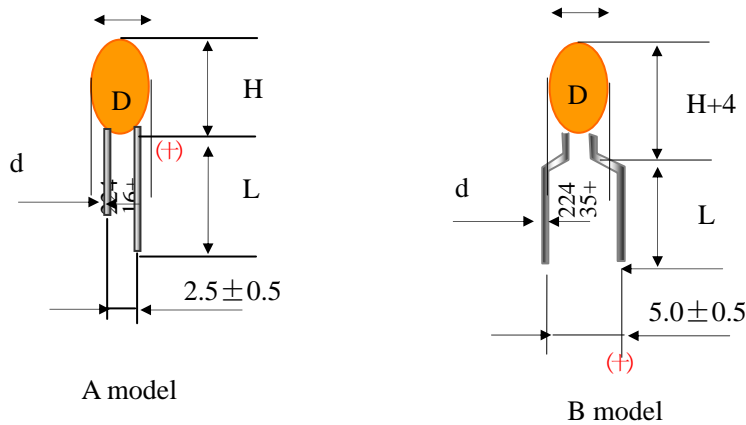 D
H
(+)
d
L
16+
2.5±0.5
A model
D
H+4
d
224
35+
L
5.0±0.5
(+)
B model